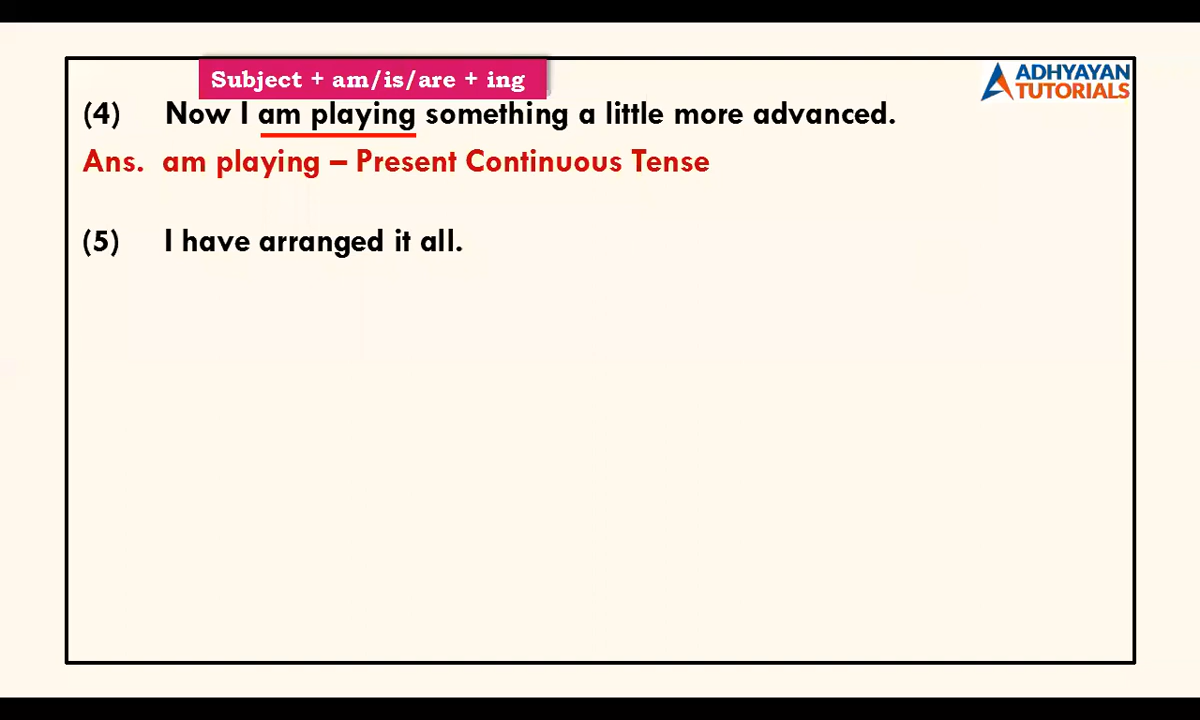 Subject + am/is/are + ing
ADHYAYAN
TUTORIALS
(4) Now I am playing something a little more advanced.
Ans. am playing – Present Continuous Tense
(5) I have arranged it all.